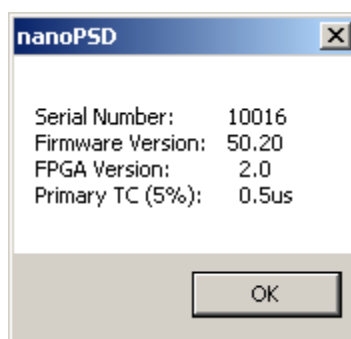 nanoPSD
Serial Number: 10016
Firmware Version: 50.20
FPGA Version: 2.0
Primary TC (5%): 0.5us
OK